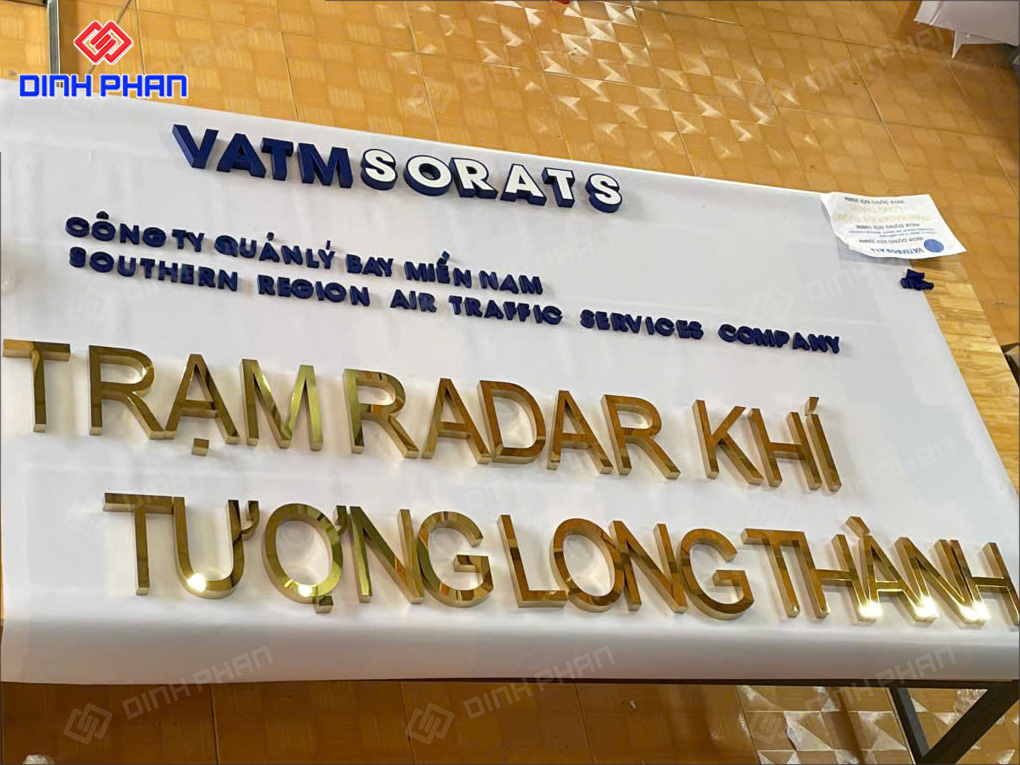 DINH PHAN
VATMSORATS
CÔNG TY QUẢN LÝ BAY MIỀN NAM
SOUTHERN REGION AIR TRAFFIC SERVICES COMPANY
TRẠM RADAR KHÍ
TƯỢNG LONG THÀNH